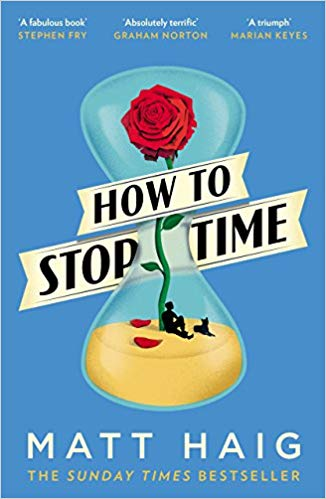 'A fabulous book'
STEPHEN FRY
'Absolutely terrific'
GRAHAM NORTON
'A triumph'
MARIAN KEYES
HOW TO
STOP TIME
MATT HAIG
THE SUNDAY TIMES BESTSELLER